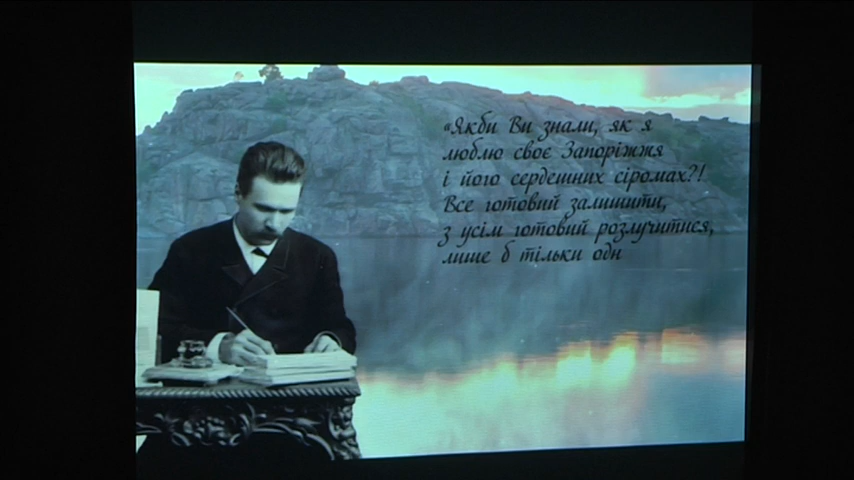 «Якби Ви знали, як я
люблю своє Запоріжжя
і його сердешних сіромах?!
Все готовий залишити,
з усім готовий розлучитися,
лише б тільки оди